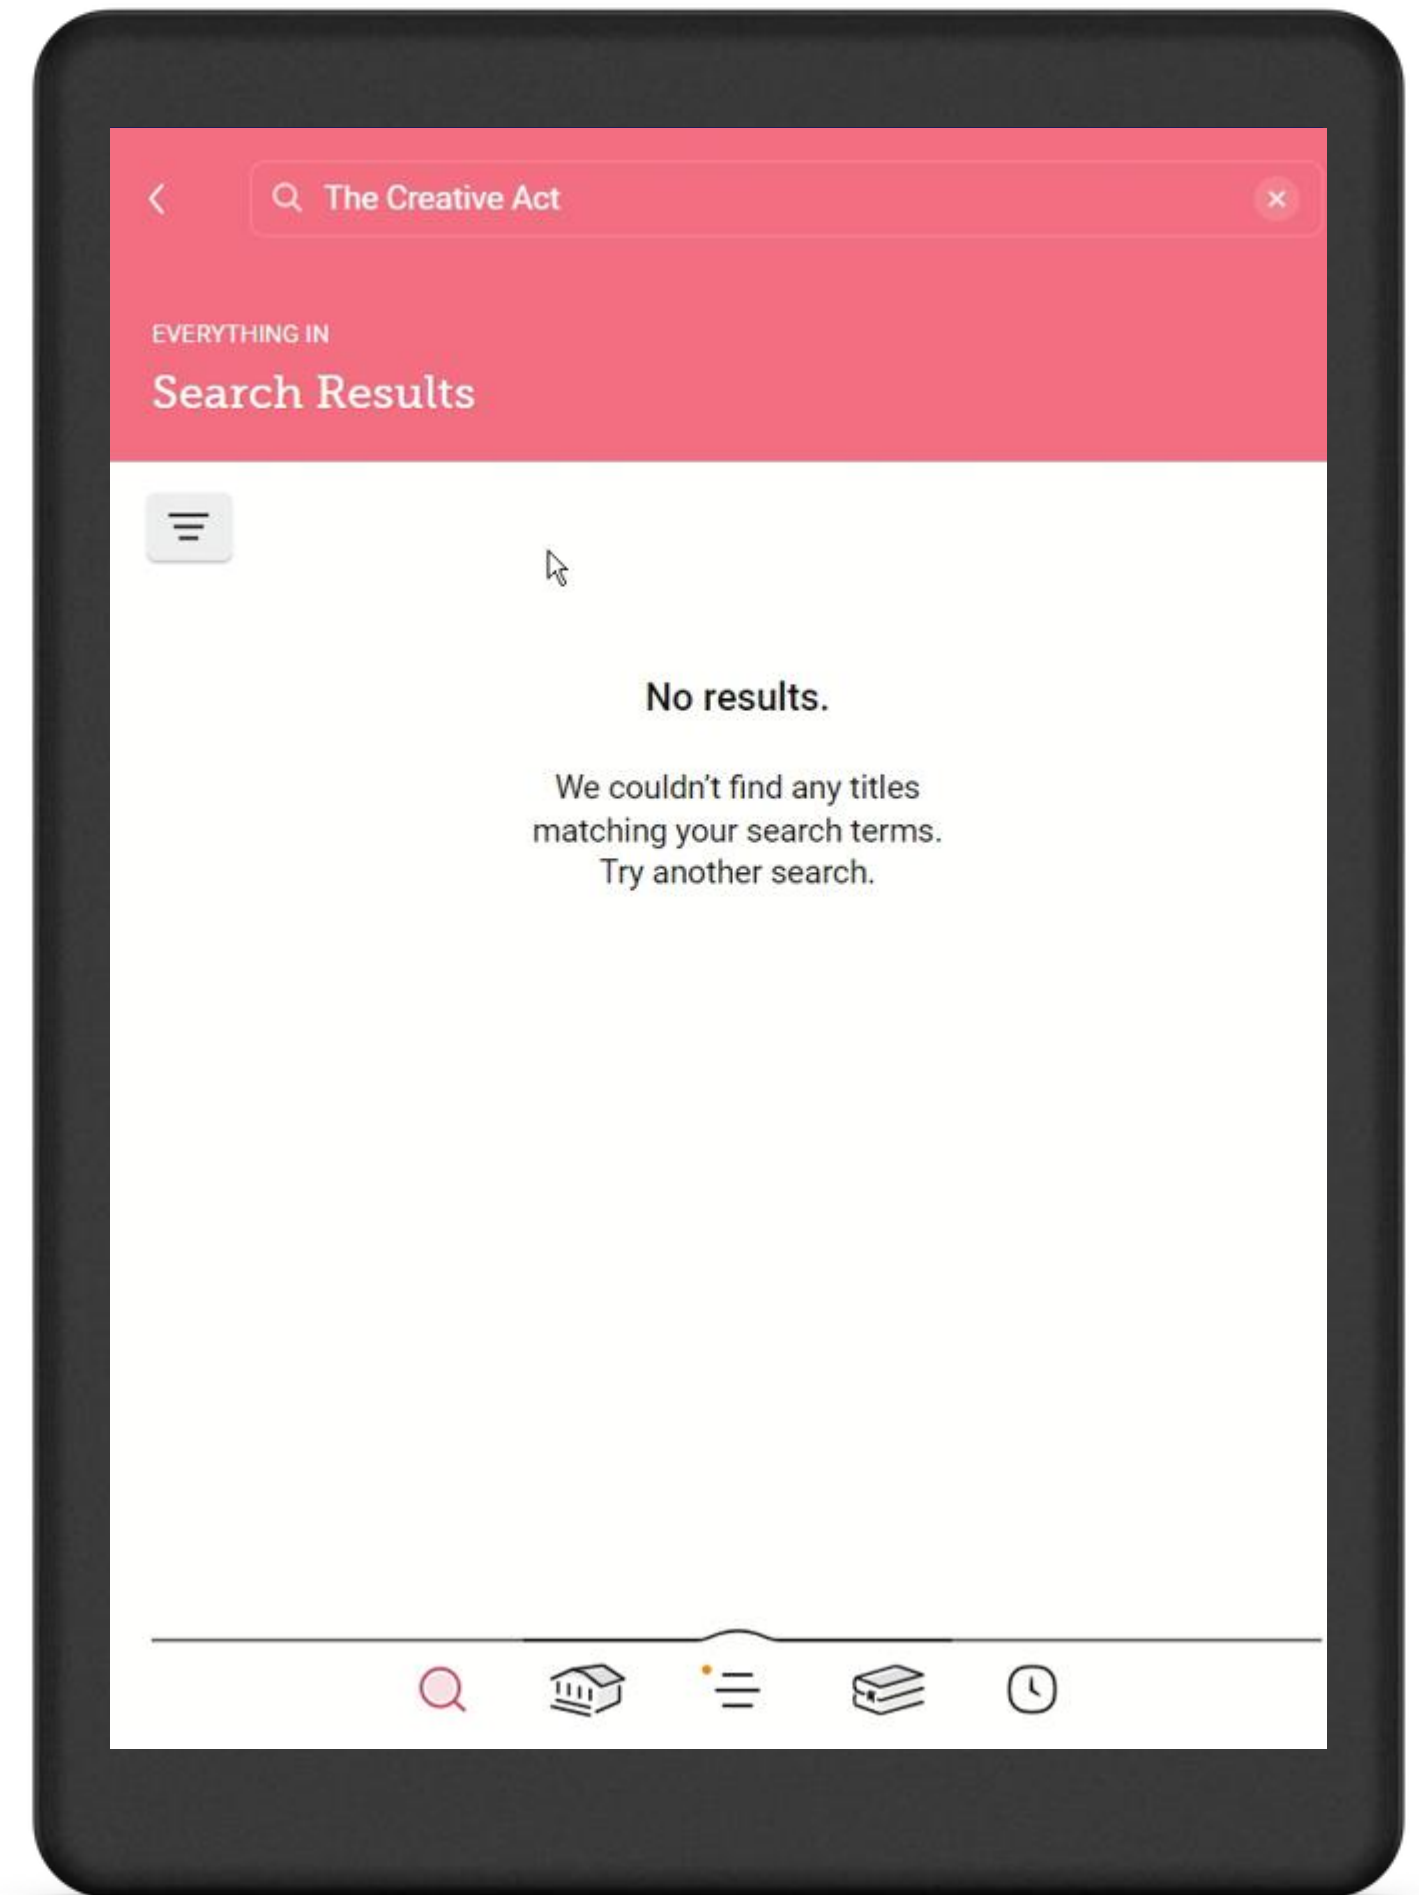 The Creative Act
EVERYTHING IN
Search Results
No results.
We couldn't find any titles
matching your search terms.
Try another search.